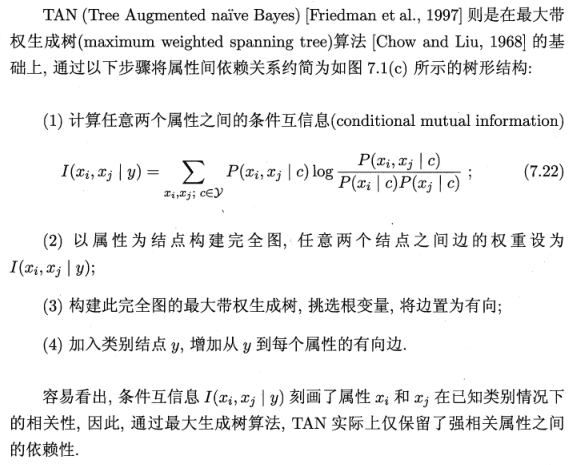 TAN (Tree Augmented naïve Bayes) [Friedman et al., 1997] 则是在最大带
权生成树(maximum weighted spanning tree)算法 [Chow and Liu, 1968] 的基
础上, 通过以下步骤将属性间依赖关系约简为如图 7.1(c) 所示的树形结构:
(1) 计算任意两个属性之间的条件互信息(conditional mutual information)
I(x_i, x_j | y) = ∑_{x_i,x_j; c∈𝒴} P(x_i, x_j | c) log P(x_i, x_j | c) / P(x_i | c)P(x_j | c) ; (7.22)
(2) 以属性为结点构建完全图, 任意两个结点之间边的权重设为
I(x_i, x_j | y);
(3) 构建此完全图的最大带权生成树, 挑选根变量, 将边置为有向;
(4) 加入类别结点 y, 增加从 y 到每个属性的有向边.
容易看出, 条件互信息 I(x_i, x_j | y) 刻画了属性 x_i 和 x_j 在已知类别情况下
的相关性, 因此, 通过最大生成树算法, TAN 实际上仅保留了强相关属性之间
的依赖性.